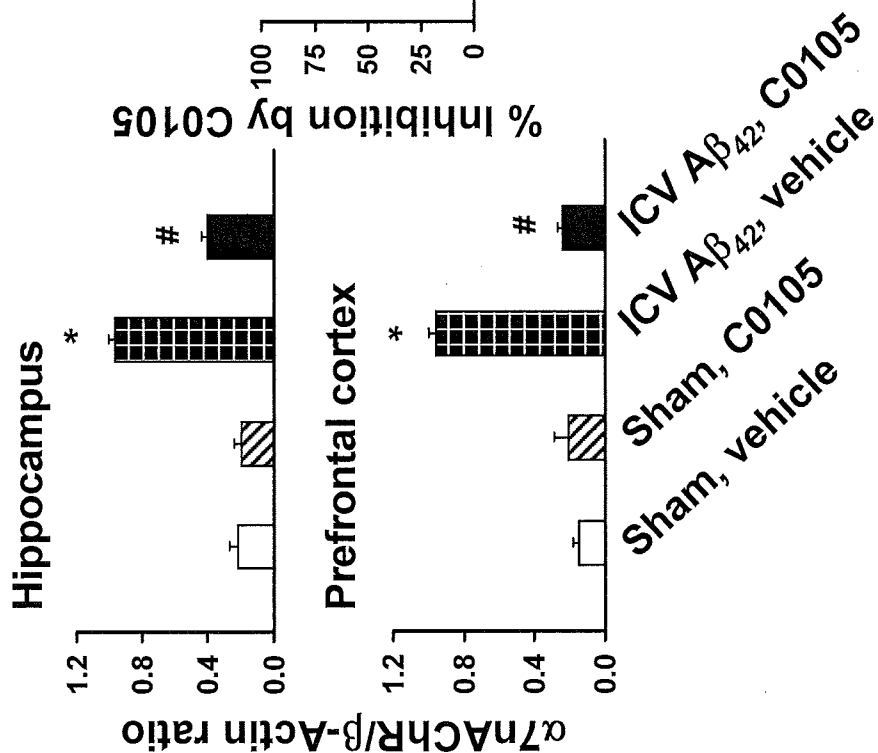 Hippocampus
1.2
0.8
0.4
0.0
*
#
Prefrontal cortex
1.2
0.8
0.4
0.0
*
#
α7nAChR/β-Actin ratio
Sham, vehicle
Sham, C0105
ICV Aβ₄₂, vehicle
ICV Aβ₄₂, C0105
% Inhibition by C0105
100
75
50
25
0